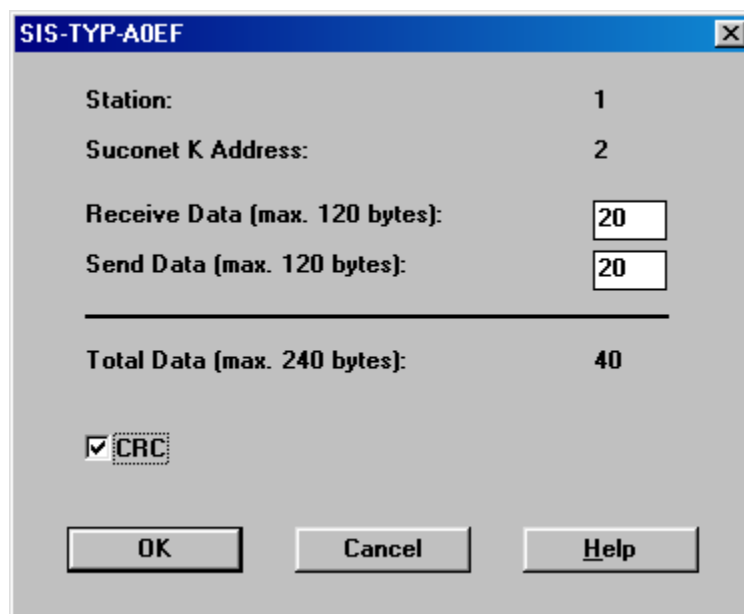 SIS-TYP-A0EF
Station: 1
Suconet K Address: 2
Receive Data (max. 120 bytes): 20
Send Data (max. 120 bytes): 20
Total Data (max. 240 bytes): 40
CRC
OK Cancel Help